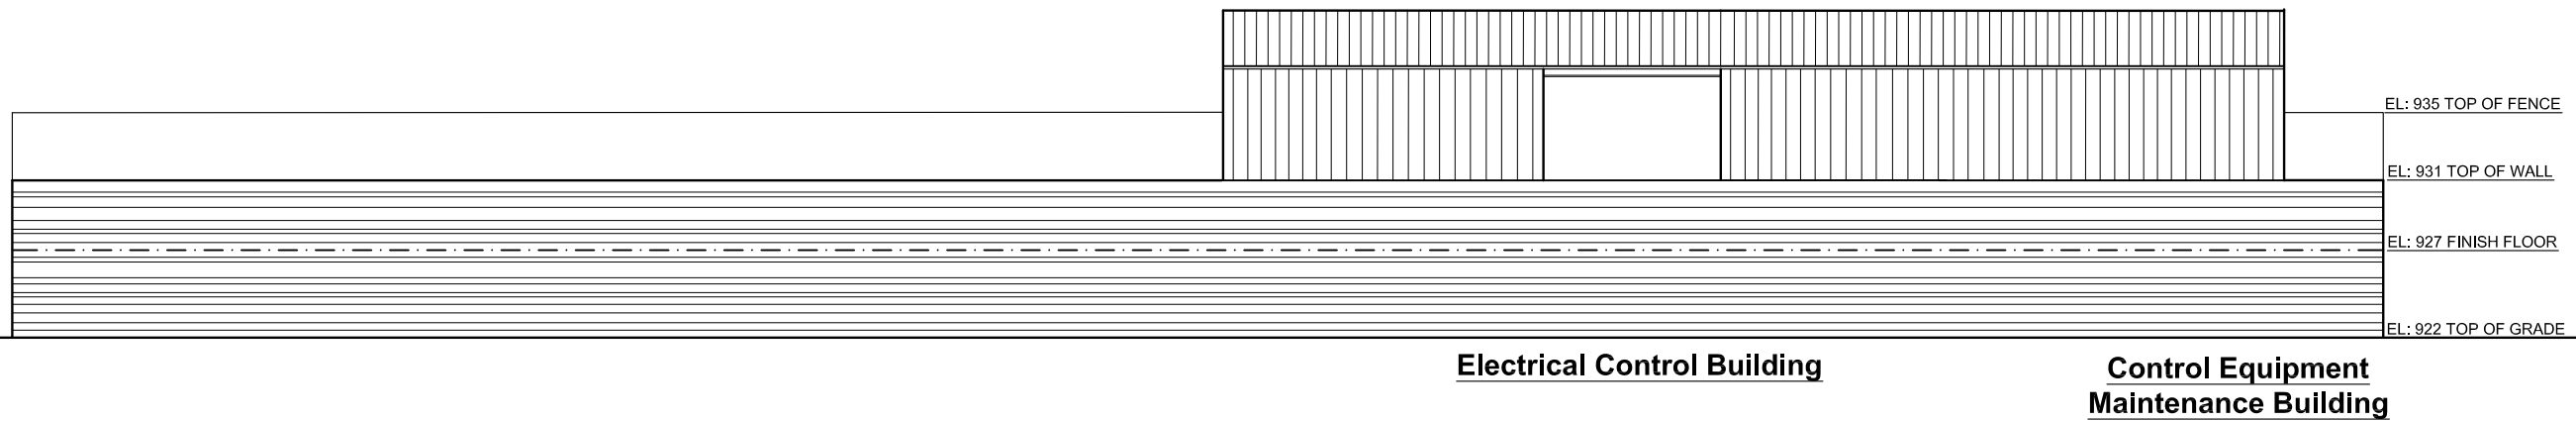 EL: 935 TOP OF FENCE
EL: 931 TOP OF WALL
EL: 927 FINISH FLOOR
EL: 922 TOP OF GRADE
Electrical Control Building
Control Equipment
Maintenance Building